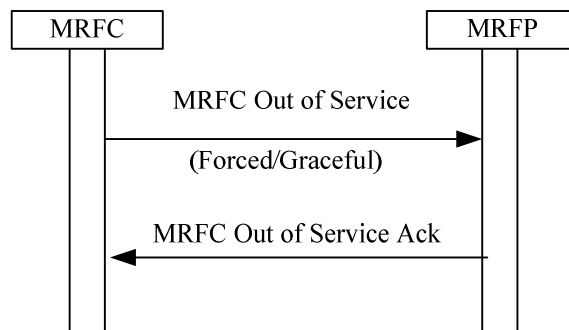 MRFC
MRFP
MRFC Out of Service
(Forced/Graceful)
MRFC Out of Service Ack